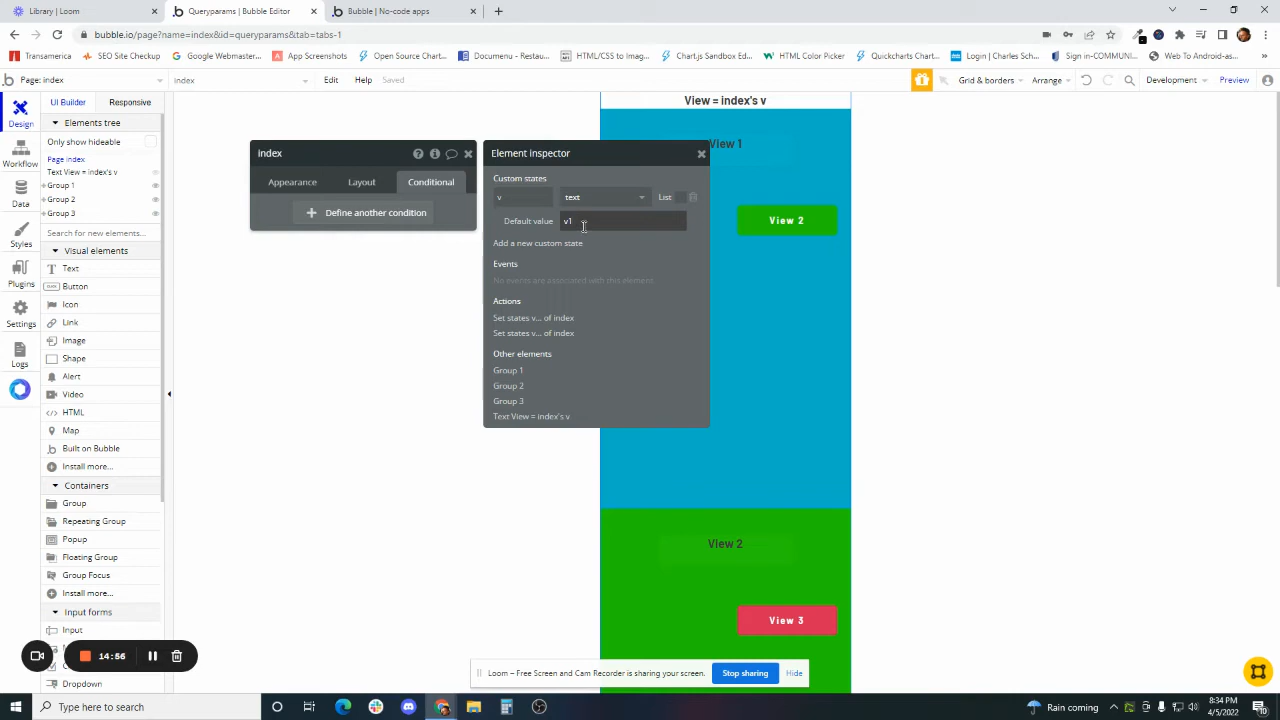 Library | Loom
Queryparams | Bubble Editor
Bubble | No-code apps
bubble.io/page?name=index&id=queryparams&tab=tabs-1
Transamerica
SEO Site Checkup
Amazon Web Services
App Screenshots
Open Source Chart...
Documenu - Restau...
HTML/CSS to Imag...
Chart.js Sandbox
HTML Color Picker
Quickcharts Examples
Login | Charles Sch...
Sign in-COMMUNI...
Web To Android-as...
Page: index
index
Edit
Help
Saved
Grid & borders
Arrange
Development
Preview
Design
Workflow
Data
Styles
Plugins
Settings
Logs
UI Builder
Responsive
Elements tree
Only show hideable
Page index
Text View = index's v
Group 1
Group 2
Group 3
Search for new elements...
Visual elements
Text
Button
Icon
Link
Image
Shape
Alert
Video
HTML
Map
Built on Bubble
Install more...
Containers
Group
Repeating Group
Popup
Floating Group
Group Focus
Install more...
Input forms
Input
Dropdown
index
Appearance
Layout
Conditional
Define another condition
Element inspector
Custom states
v
text
List
Default value
v1
Add a new custom state
Events
No events are associated with this element.
Actions
Set states v... of index
Set states v... of index
Other elements
Group 1
Group 2
Group 3
Text View = index's v
View = index's v
View 1
View 2
View 2
View 3
14:56
Loom – Free Screen and Cam Recorder is sharing your screen.
Stop sharing
Hide
Type here to search
Rain coming
8:34 PM
4/5/2022